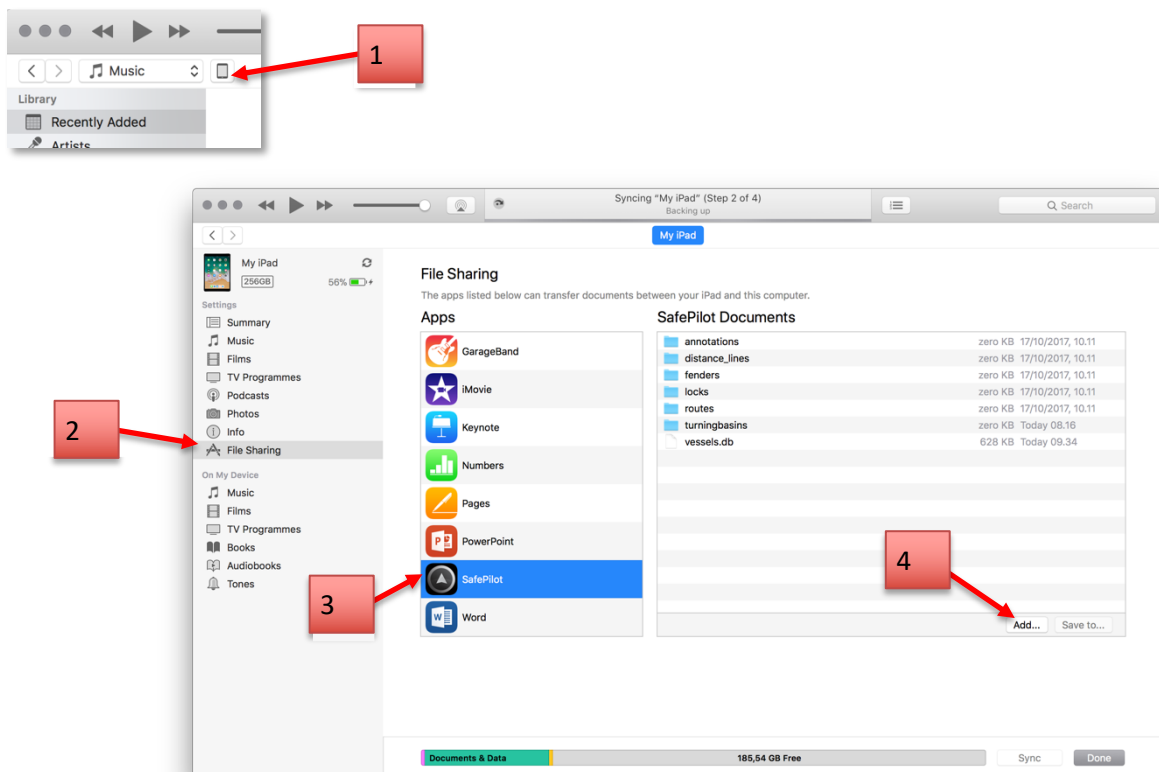 1
Music
Library
Recently Added
Artists
Syncing "My iPad" (Step 2 of 4)
Backing up
Search
My iPad
My iPad
256GB
56%
Settings
Summary
Music
Films
TV Programmes
Podcasts
Photos
Info
File Sharing
On My Device
Music
Films
TV Programmes
Books
Audiobooks
Tones
2
File Sharing
The apps listed below can transfer documents between your iPad and this computer.
Apps
GarageBand
iMovie
Keynote
Numbers
Pages
PowerPoint
SafePilot
Word
3
SafePilot Documents
annotations zero KB 17/10/2017, 10.11
distance_lines zero KB 17/10/2017, 10.11
fenders zero KB 17/10/2017, 10.11
locks zero KB 17/10/2017, 10.11
routes zero KB 17/10/2017, 10.11
turningbasins zero KB Today 08.16
vessels.db 628 KB Today 09.34
4
Add... Save to...
Documents & Data
185,54 GB Free
Sync Done